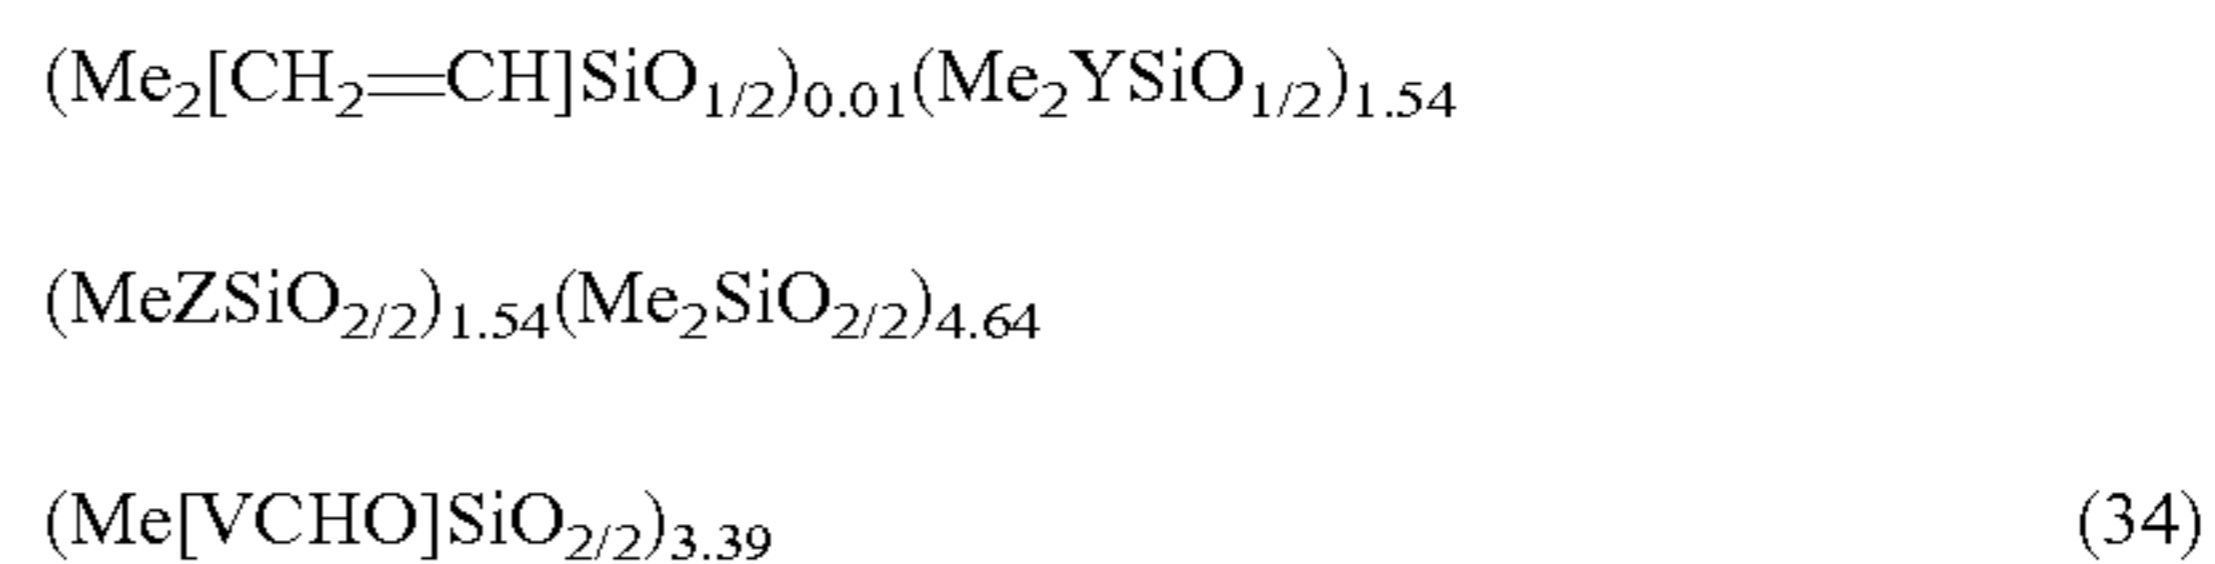 (Me₂[CH₂=CH]SiO₁/₂)₀.₀₁(Me₂YSiO₁/₂)₁.₅₄
(MeZSiO₂/₂)₁.₅₄(Me₂SiO₂/₂)₄.₆₄
(Me[VCHO]SiO₂/₂)₃.₃₉ (34)